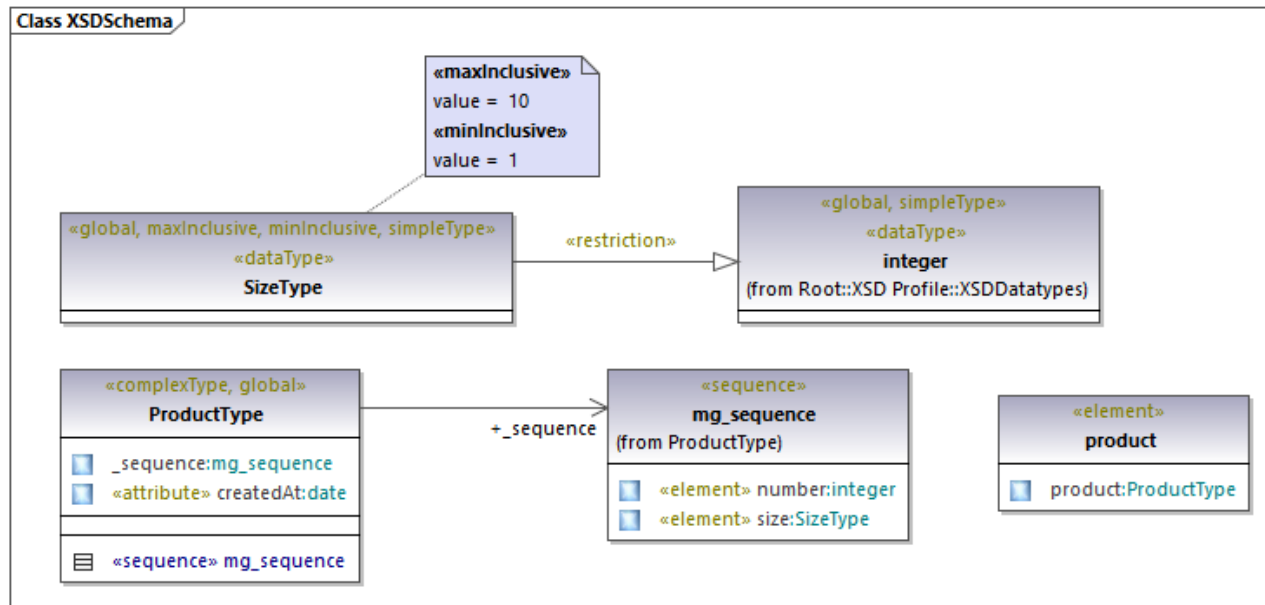 Class XSDSchema
«maxInclusive»
value = 10
«minInclusive»
value = 1
«global, maxInclusive, minInclusive, simpleType»
«dataType»
SizeType
«restriction»
«global, simpleType»
«dataType»
integer
(from Root::XSD Profile::XSDDatatypes)
«complexType, global»
ProductType
_sequence:mg_sequence
«attribute» createdAt:date
«sequence» mg_sequence
+_sequence
«sequence»
mg_sequence
(from ProductType)
«element» number:integer
«element» size:SizeType
«element»
product
product:ProductType